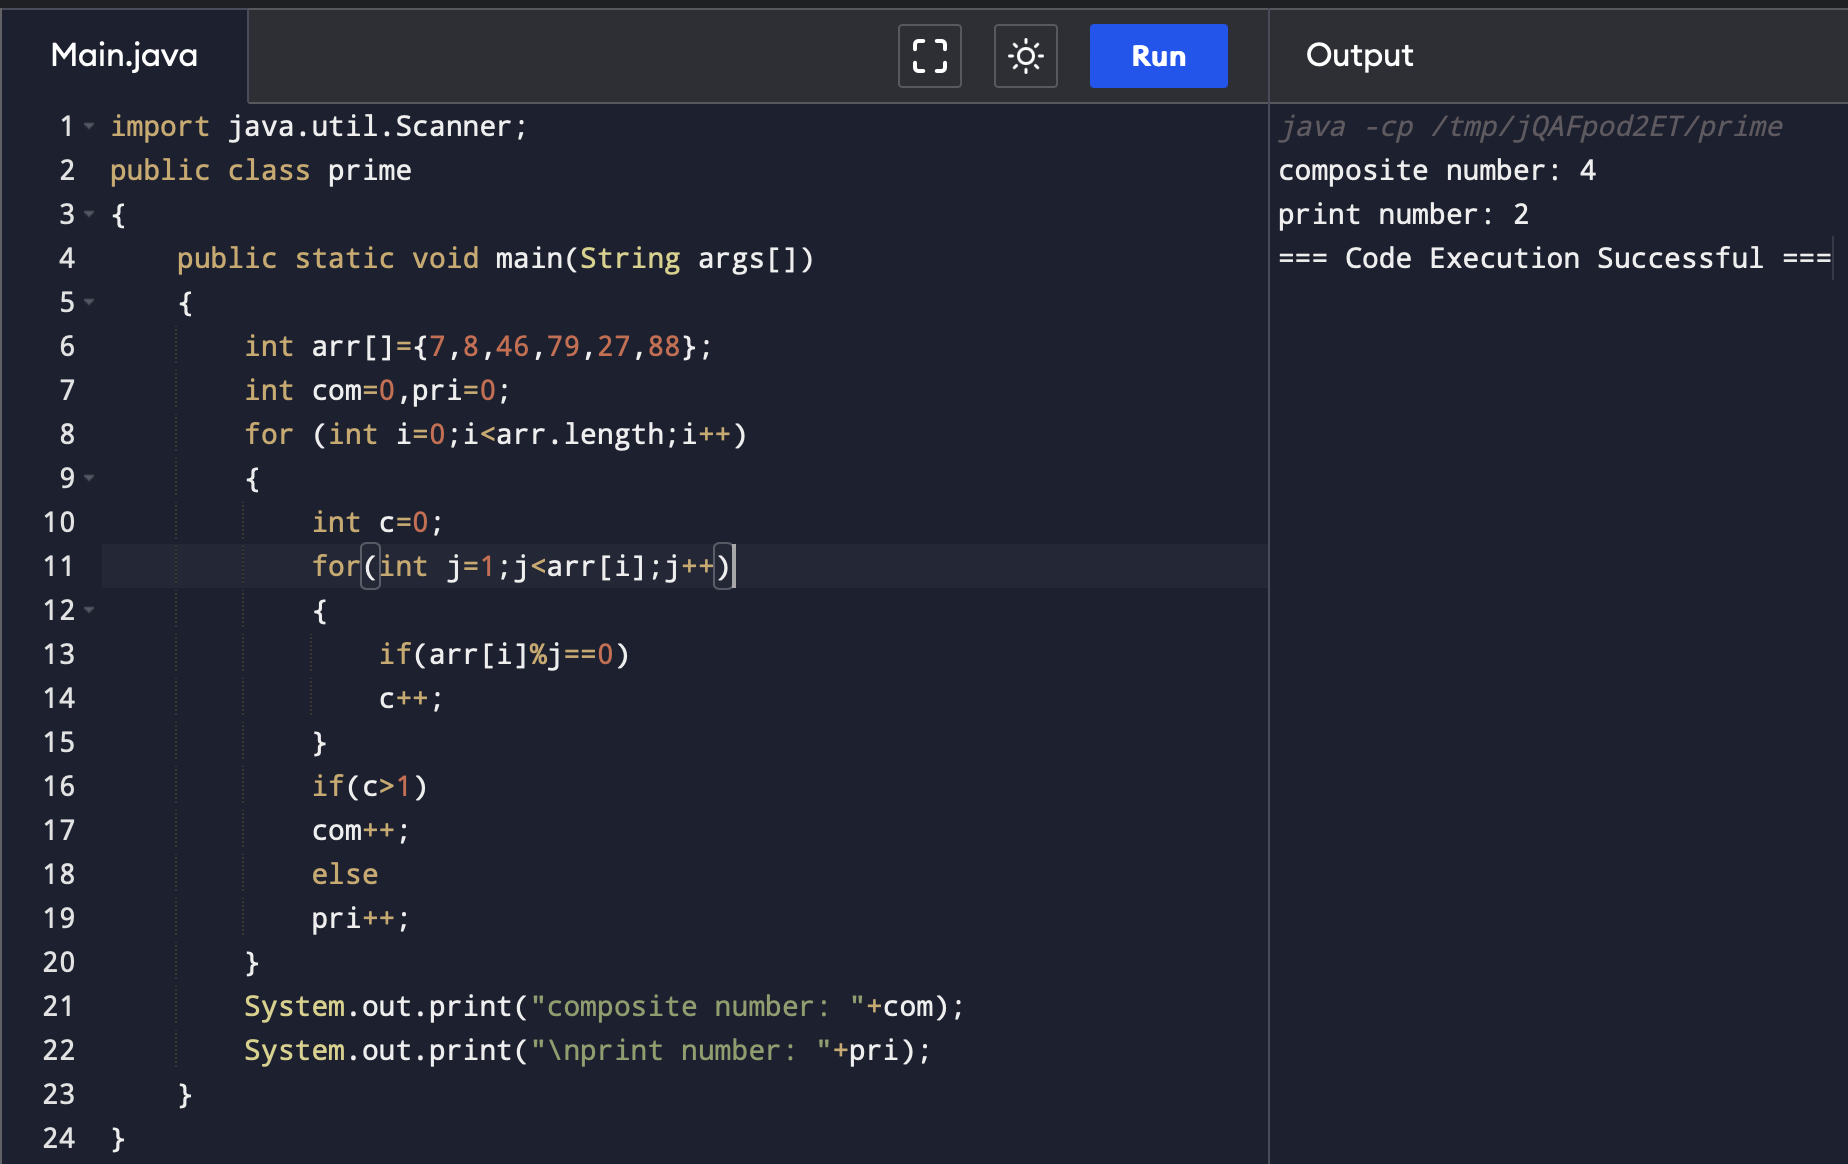 Main.java
Run
Output
1 import java.util.Scanner;
2 public class prime
3 {
4     public static void main(String args[])
5     {
6         int arr[]={7,8,46,79,27,88};
7         int com=0,pri=0;
8         for (int i=0;i<arr.length;i++)
9         {
10             int c=0;
11             for(int j=1;j<arr[i];j++)
12             {
13                 if(arr[i]%j==0)
14                 c++;
15             }
16             if(c>1)
17             com++;
18             else
19             pri++;
20         }
21         System.out.print("composite number: "+com);
22         System.out.print("\nprint number: "+pri);
23     }
24 }
java -cp /tmp/jQAFpod2ET/prime
composite number: 4
print number: 2
=== Code Execution Successful ===